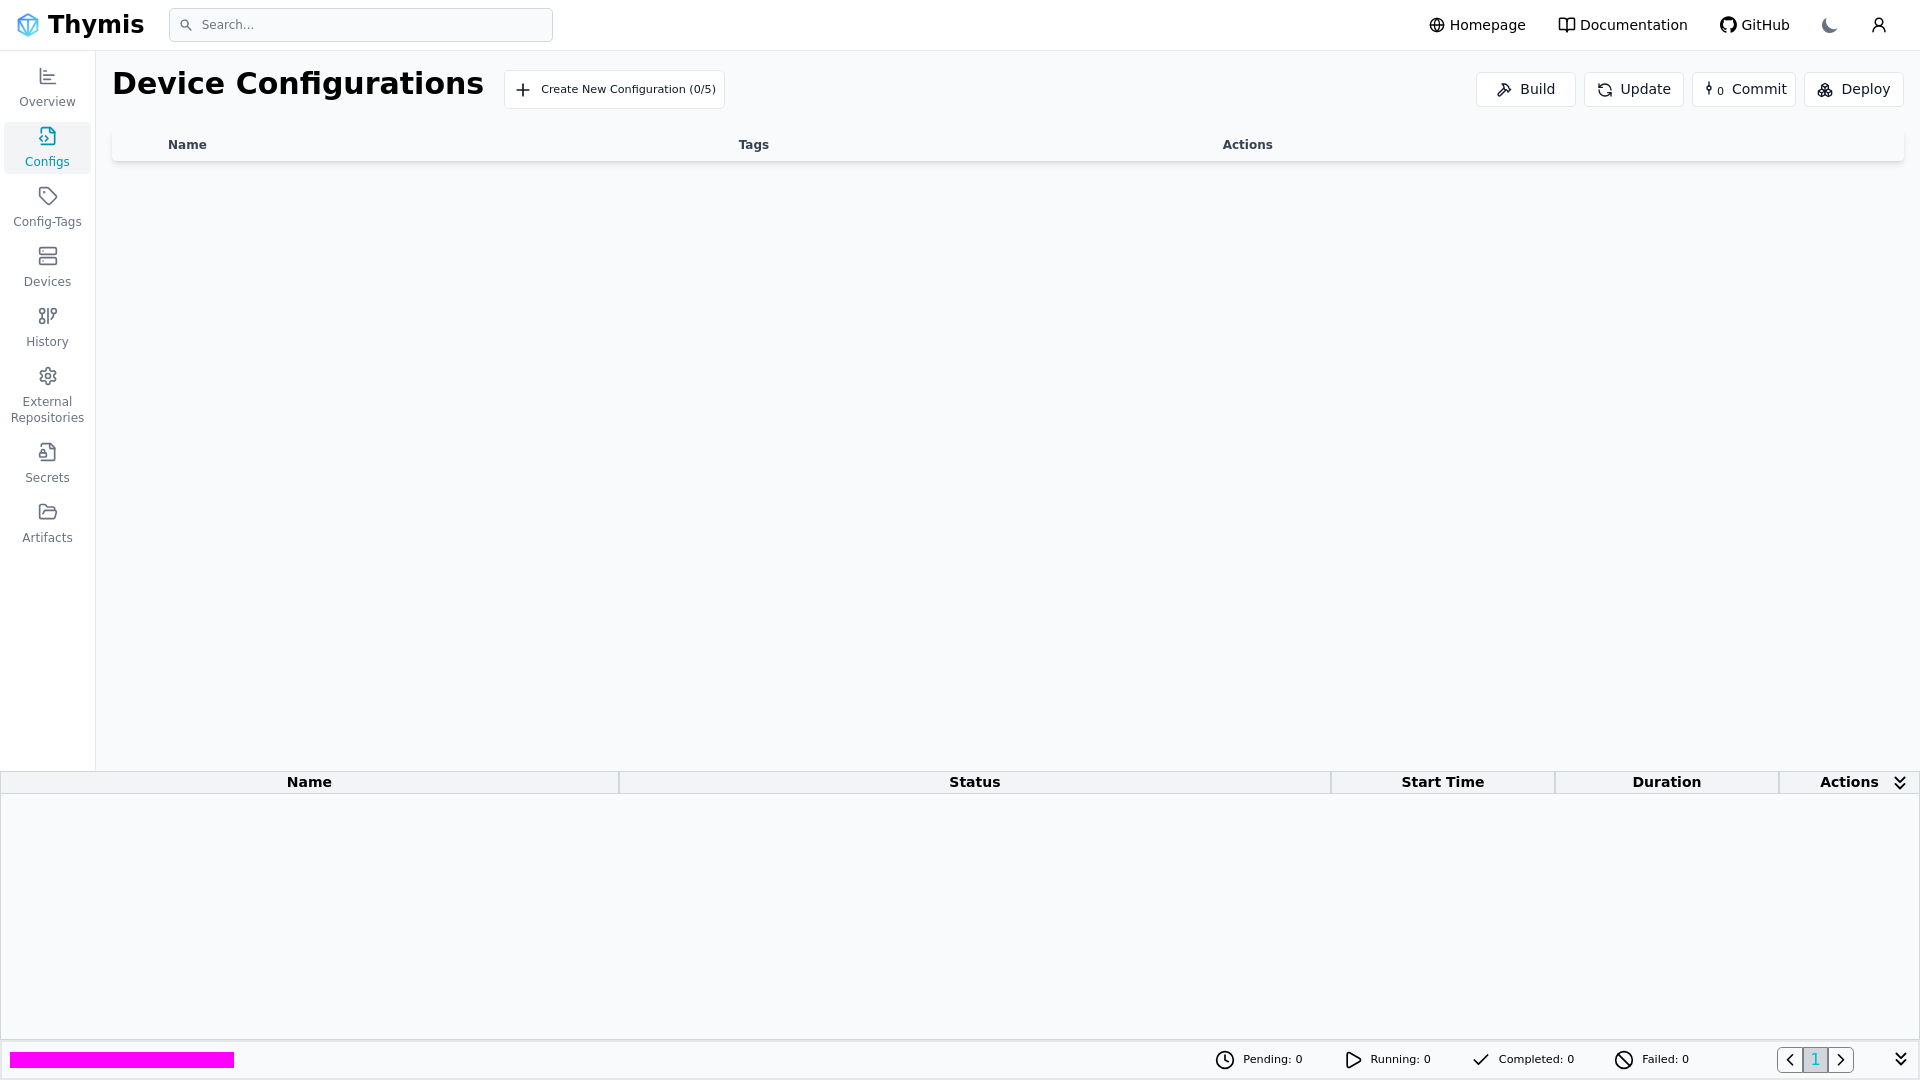 Thymis
Search...
Homepage
Documentation
GitHub
Overview
Configs
Config-Tags
Devices
History
External
Repositories
Secrets
Artifacts
Device Configurations
Create New Configuration (0/5)
Build
Update
0 Commit
Deploy
Name Tags Actions
Name Status Start Time Duration Actions
Pending: 0
Running: 0
Completed: 0
Failed: 0
1